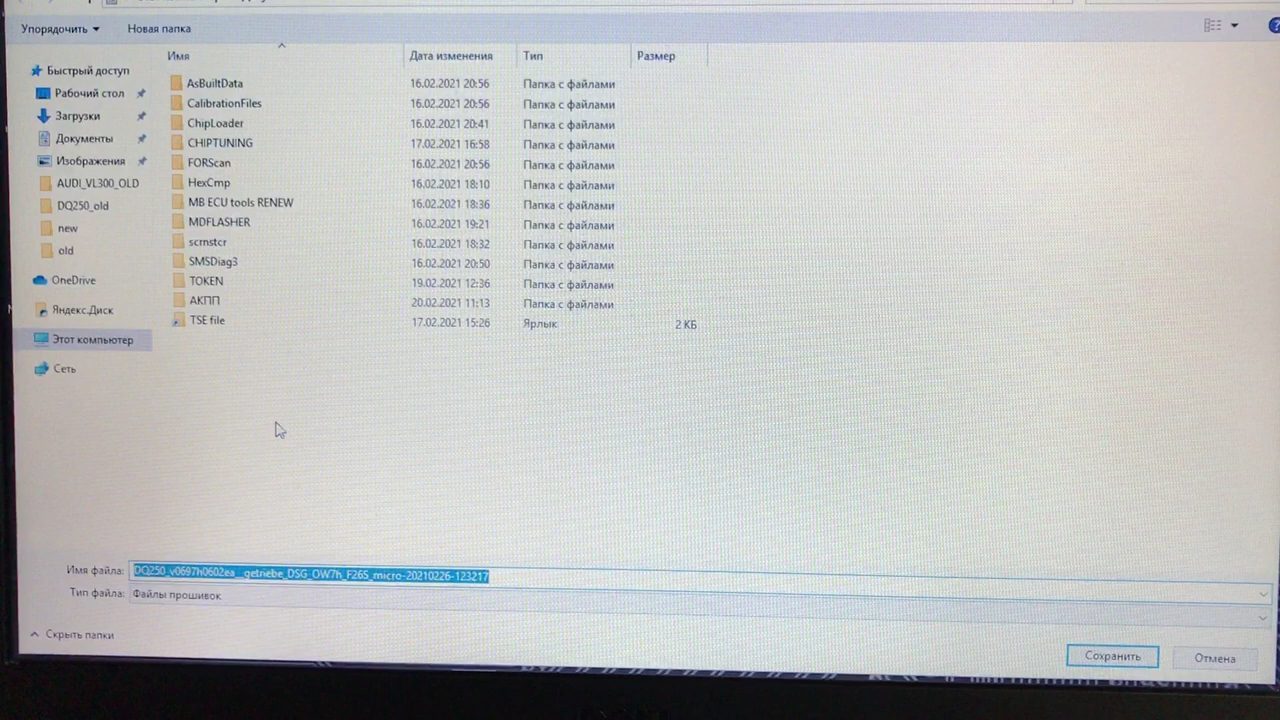 Упорядочить Новая папка
Имя Дата изменения Тип Размер
Быстрый доступ
Рабочий стол
Загрузки
Документы
Изображения
AUDI_VL300_OLD
DQ250_old
new
old
OneDrive
Яндекс.Диск
Этот компьютер
Сеть
AsBuiltData 16.02.2021 20:56 Папка с файлами
CalibrationFiles 16.02.2021 20:56 Папка с файлами
ChipLoader 16.02.2021 20:41 Папка с файлами
CHIPTUNING 17.02.2021 16:58 Папка с файлами
FORScan 16.02.2021 20:56 Папка с файлами
HexCmp 16.02.2021 18:10 Папка с файлами
MB ECU tools RENEW 16.02.2021 18:36 Папка с файлами
MDFLASHER 16.02.2021 19:21 Папка с файлами
scrnstcr 16.02.2021 18:32 Папка с файлами
SMSDiag3 16.02.2021 20:50 Папка с файлами
TOKEN 19.02.2021 12:36 Папка с файлами
АКПП 20.02.2021 11:13 Папка с файлами
TSE file 17.02.2021 15:26 Ярлык 2 КБ
Имя файла: DQ250_v0697h0602ea__getriebe_DSG_OW7h_F26S_micro-20210226-123217
Тип файла: Файлы прошивок
Скрыть папки
Сохранить Отмена